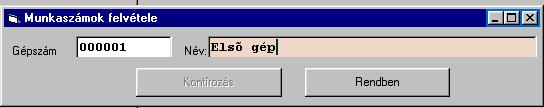 Munkaszámok felvétele
Gépszám 000001 Név: Elsõ gép
Kontírozás Rendben